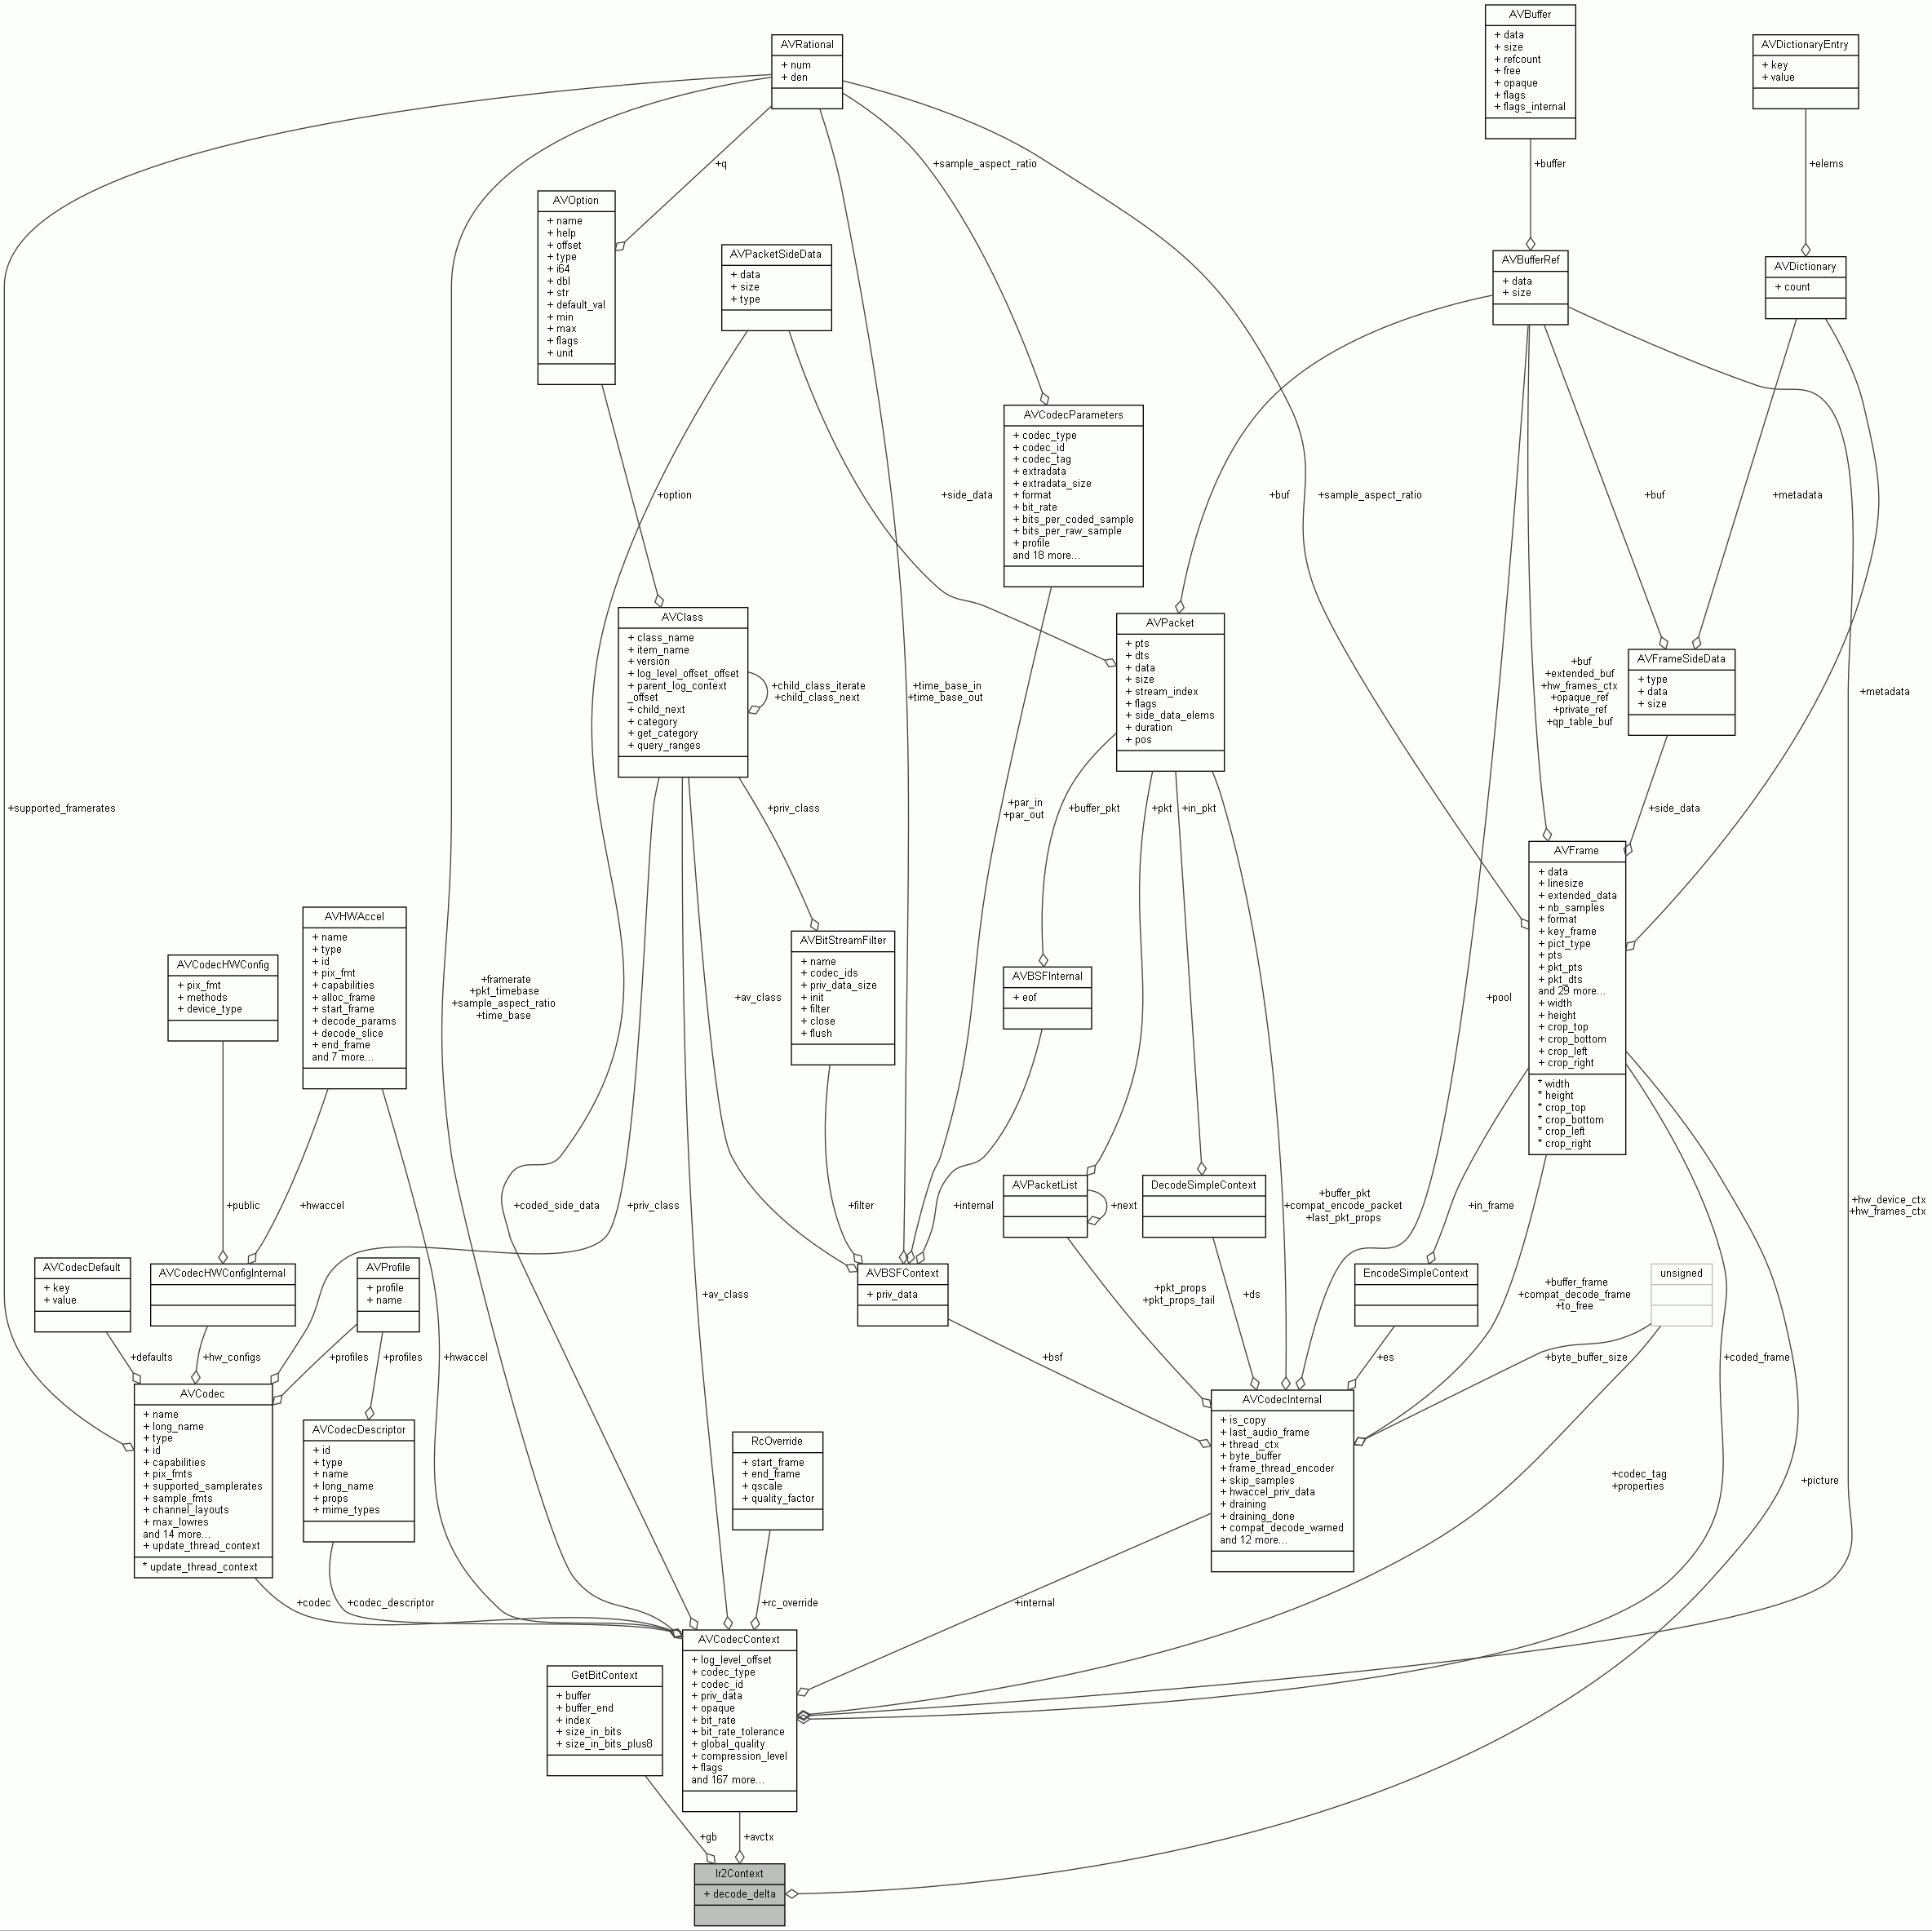 AVBuffer
+ data
+ size
+ refcount
+ free
+ opaque
+ flags
+ flags_internal
AVRational
+ num
+ den
AVDictionaryEntry
+ key
+ value
+q
+sample_aspect_ratio
+buffer
+elems
AVOption
+ name
+ help
+ offset
+ type
+ i64
+ dbl
+ str
+ default_val
+ min
+ max
+ flags
+ unit
AVPacketSideData
+ data
+ size
+ type
AVBufferRef
+ data
+ size
AVDictionary
+ count
AVCodecParameters
+ codec_type
+ codec_id
+ codec_tag
+ extradata
+ extradata_size
+ format
+ bit_rate
+ bits_per_coded_sample
+ bits_per_raw_sample
+ profile
and 18 more...
+option
+side_data
+buf
+sample_aspect_ratio
+buf
+metadata
AVClass
+ class_name
+ item_name
+ version
+ log_level_offset_offset
+ parent_log_context
_offset
+ child_next
+ category
+ get_category
+ query_ranges
+child_class_iterate
+child_class_next
+time_base_in
+time_base_out
AVPacket
+ pts
+ dts
+ data
+ size
+ stream_index
+ flags
+ side_data_elems
+ duration
+ pos
+buf
+extended_buf
+hw_frames_ctx
+opaque_ref
+private_ref
+qp_table_buf
AVFrameSideData
+ type
+ data
+ size
+metadata
+supported_framerates
+priv_class
+par_in
+par_out
+buffer_pkt
+pkt
+in_pkt
+side_data
AVFrame
+ data
+ linesize
+ extended_data
+ nb_samples
+ format
+ key_frame
+ pict_type
+ pts
+ pkt_pts
+ pkt_dts
and 29 more...
+ width
+ height
+ crop_top
+ crop_bottom
+ crop_left
+ crop_right
* width
* height
* crop_top
* crop_bottom
* crop_left
* crop_right
AVHWAccel
+ name
+ type
+ id
+ pix_fmt
+ capabilities
+ alloc_frame
+ start_frame
+ decode_params
+ decode_slice
+ end_frame
and 7 more...
AVCodecHWConfig
+ pix_fmt
+ methods
+ device_type
+framerate
+pkt_timebase
+sample_aspect_ratio
+time_base
+av_class
AVBitStreamFilter
+ name
+ codec_ids
+ priv_data_size
+ init
+ filter
+ close
+ flush
AVBSFInternal
+ eof
+pool
+public
+hwaccel
+coded_side_data
+priv_class
+filter
+internal
AVPacketList
+next
DecodeSimpleContext
+buffer_pkt
+compat_encode_packet
+last_pkt_props
+in_frame
+hw_device_ctx
+hw_frames_ctx
AVCodecDefault
+ key
+ value
AVCodecHWConfigInternal
AVProfile
+ profile
+ name
+av_class
AVBSFContext
+ priv_data
+pkt_props
+pkt_props_tail
+ds
EncodeSimpleContext
+buffer_frame
+compat_decode_frame
+to_free
unsigned
+defaults
+hw_configs
+profiles
+profiles
+hwaccel
+bsf
+es
+byte_buffer_size
+coded_frame
AVCodec
+ name
+ long_name
+ type
+ id
+ capabilities
+ pix_fmts
+ supported_samplerates
+ sample_fmts
+ channel_layouts
+ max_lowres
and 14 more...
+ update_thread_context
* update_thread_context
AVCodecDescriptor
+ id
+ type
+ name
+ long_name
+ props
+ mime_types
RcOverride
+ start_frame
+ end_frame
+ qscale
+ quality_factor
AVCodecInternal
+ is_copy
+ last_audio_frame
+ thread_ctx
+ byte_buffer
+ frame_thread_encoder
+ skip_samples
+ hwaccel_priv_data
+ draining
+ draining_done
+ compat_decode_warned
and 12 more...
+codec_tag
+properties
+picture
+codec
+codec_descriptor
+rc_override
+internal
AVCodecContext
+ log_level_offset
+ codec_type
+ codec_id
+ priv_data
+ opaque
+ bit_rate
+ bit_rate_tolerance
+ global_quality
+ compression_level
+ flags
and 167 more...
GetBitContext
+ buffer
+ buffer_end
+ index
+ size_in_bits
+ size_in_bits_plus8
+gb
+avctx
Ir2Context
+ decode_delta